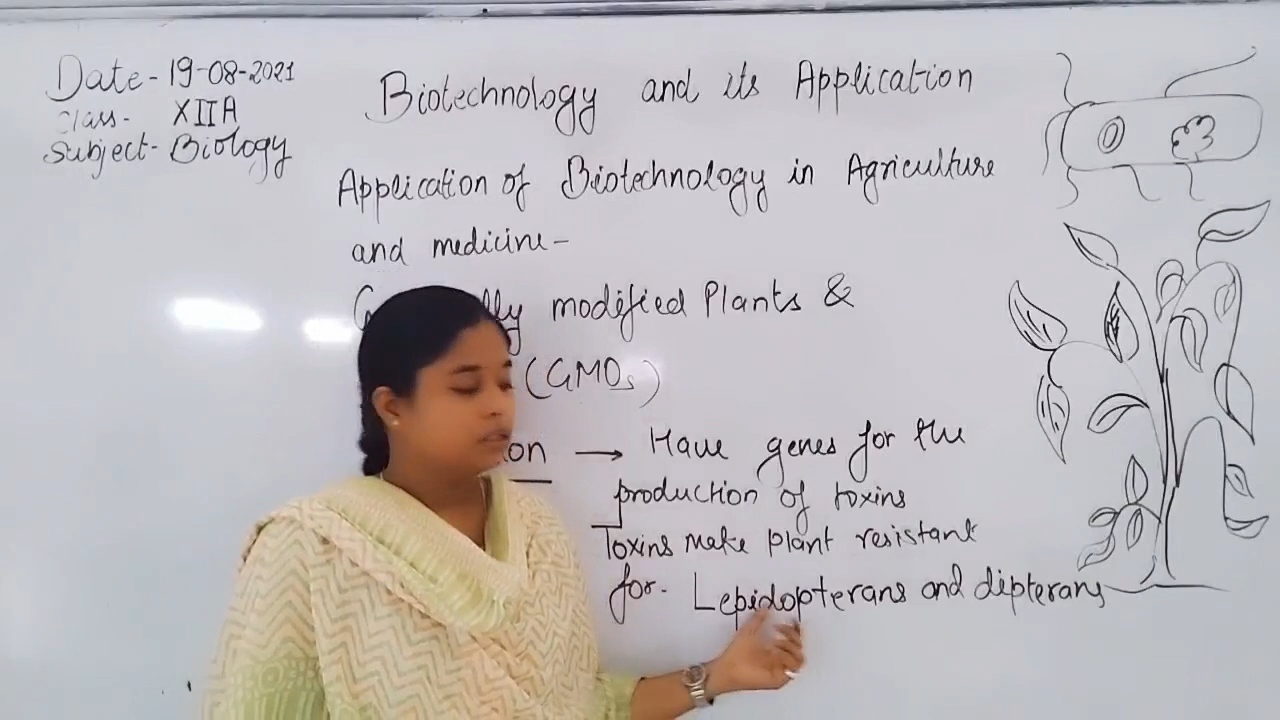 Date- 19-08-2021
Class- XII A
Subject- Biology
Biotechnology and its Application
Application of Biotechnology in Agriculture
and medicine-
modified Plants &
(GMOs)
→ Have genes for the
production of toxins
Toxins make plant resistant
for- Lepidopterans and dipterans